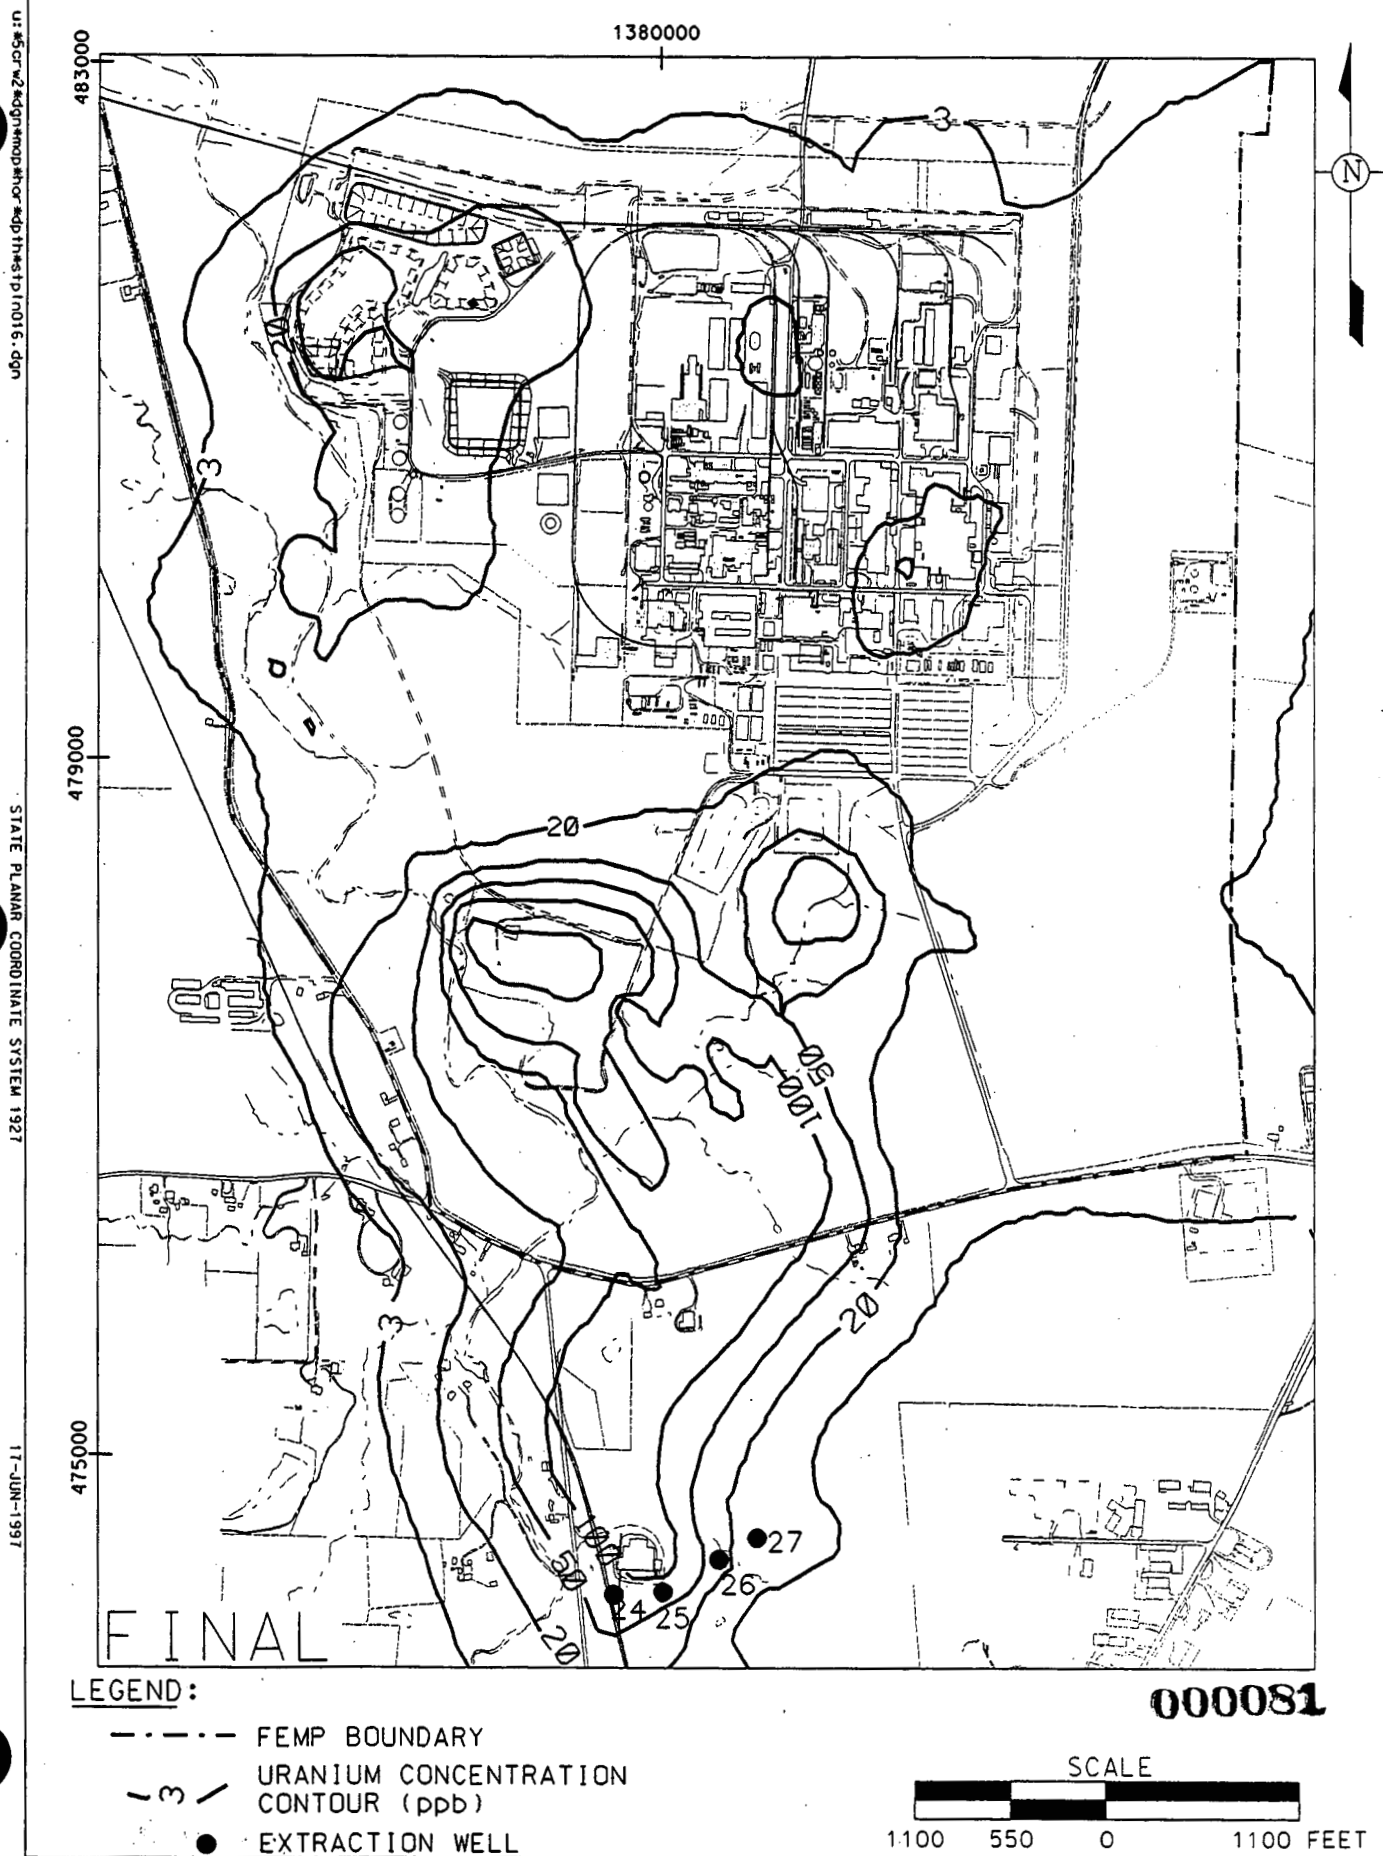 1380000
483000
3
N
20
3
479000
20
50
100
3
20
475000
100
50
20
24
25
26
27
FINAL
LEGEND:
000081
FEMP BOUNDARY
3
URANIUM CONCENTRATION
CONTOUR (ppb)
EXTRACTION WELL
SCALE
1100 550 0 1100 FEET
STATE PLANAR COORDINATE SYSTEM 1927
17-JUN-1997